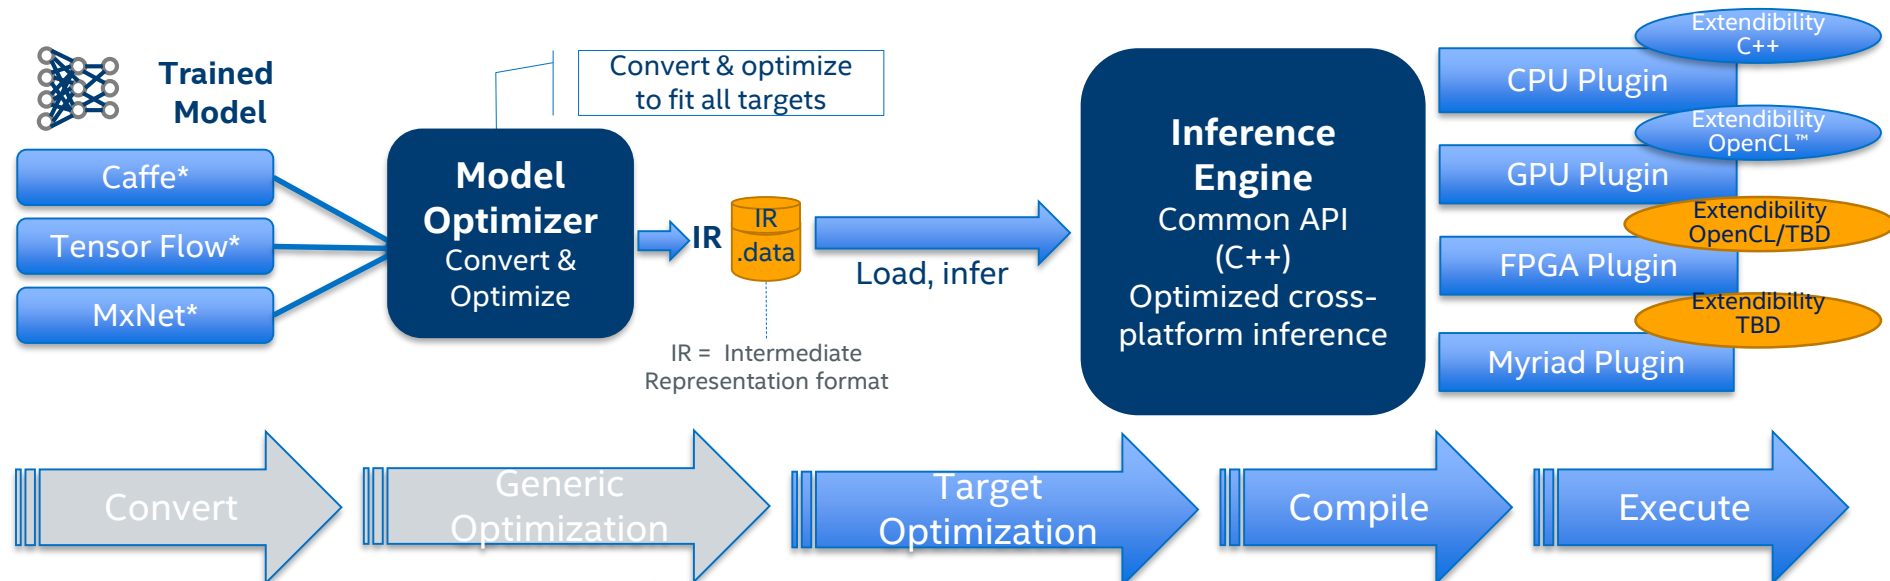 Trained
Model
Caffe*
Tensor Flow*
MxNet*
Convert & optimize
to fit all targets
Model
Optimizer
Convert &
Optimize
IR
IR
.data
IR = Intermediate
Representation format
Load, infer
Inference
Engine
Common API
(C++)
Optimized cross-
platform inference
Extendibility
C++
CPU Plugin
Extendibility
OpenCL™
GPU Plugin
Extendibility
OpenCL/TBD
FPGA Plugin
Extendibility
TBD
Myriad Plugin
Convert
Generic
Optimization
Target
Optimization
Compile
Execute